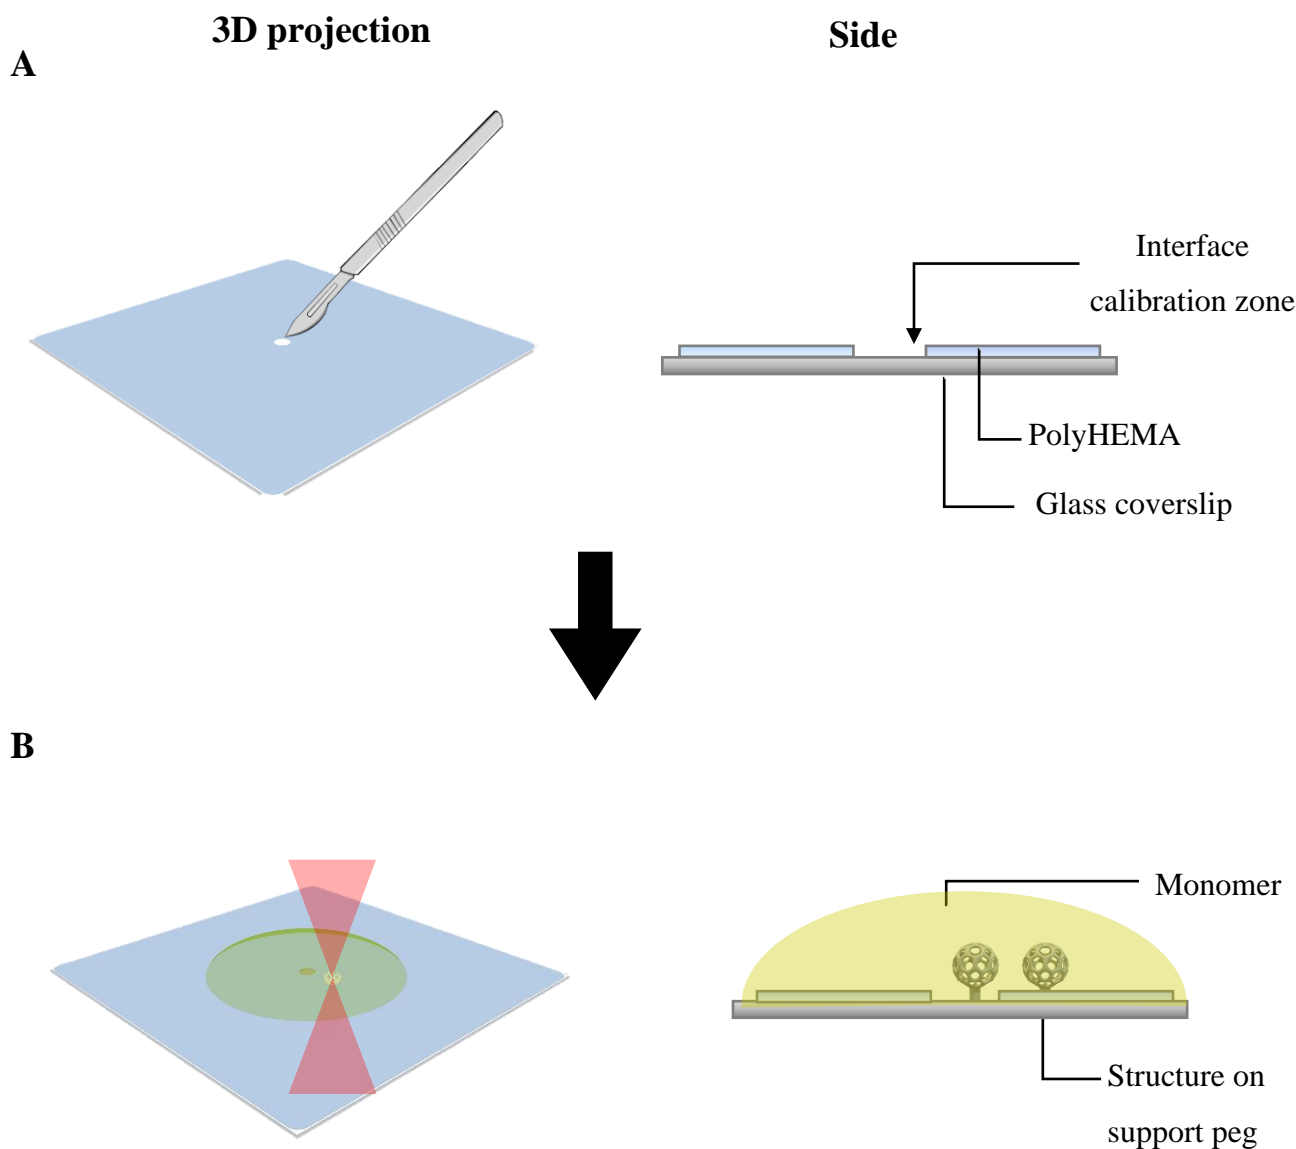 3D projection
Side
A
Interface
calibration zone
PolyHEMA
Glass coverslip
B
Monomer
Structure on
support peg